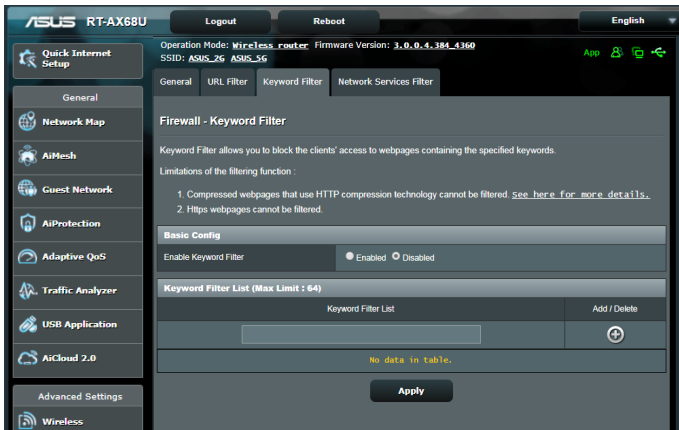 ASUS RT-AX68U Logout Reboot English
Quick Internet Setup
Operation Mode: Wireless router Firmware Version: 3.0.0.4.384_4360
SSID: ASUS_2G ASUS_5G
App
General URL Filter Keyword Filter Network Services Filter
General
Network Map
AiMesh
Guest Network
AiProtection
Adaptive QoS
Traffic Analyzer
USB Application
AiCloud 2.0
Advanced Settings
Wireless
Firewall - Keyword Filter
Keyword Filter allows you to block the clients' access to webpages containing the specified keywords.
Limitations of the filtering function :
1. Compressed webpages that use HTTP compression technology cannot be filtered. See here for more details.
2. Https webpages cannot be filtered.
Basic Config
Enable Keyword Filter Enabled Disabled
Keyword Filter List (Max Limit : 64)
Keyword Filter List Add / Delete
No data in table.
Apply